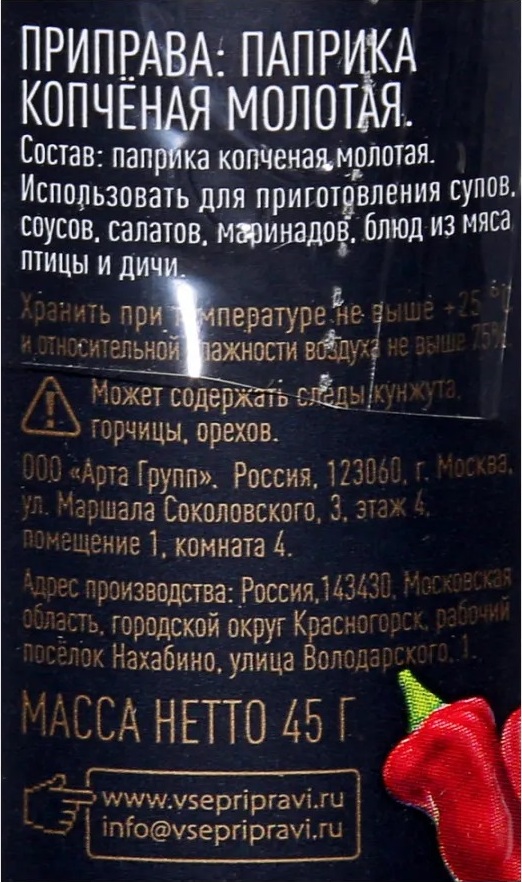 ПРИПРАВА: ПАПРИКА
КОПЧЁНАЯ МОЛОТАЯ.
Состав: паприка копченая, молотая.
Использовать для приготовления супов,
соусов, салатов, маринадов, блюд из мяса
птицы и дичи.
Хранить при температуре не выше +25 °С
и относительной влажности воздуха не выше 75%.
Может содержать следы кунжута,
горчицы, орехов.
ООО «Арта Групп». Россия, 123060, г. Москва,
ул. Маршала Соколовского, 3, этаж 4,
помещение 1, комната 4.
Адрес производства: Россия,143430, Московская
область, городской округ Красногорск, рабочий
посёлок Нахабино, улица Володарского, 1.
МАССА НЕТТО 45 Г
www.vsepripravi.ru
info@vsepripravi.ru